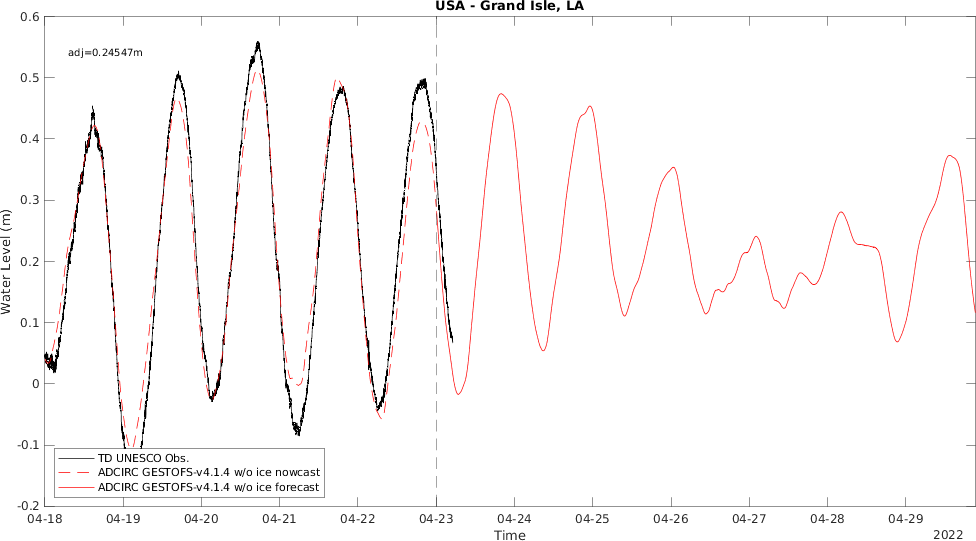 USA - Grand Isle, LA
adj=0.24547m
0.6
0.5
0.4
0.3
0.2
0.1
0
-0.1
-0.2
Water Level (m)
TD UNESCO Obs.
ADCIRC GESTOFS-v4.1.4 w/o ice nowcast
ADCIRC GESTOFS-v4.1.4 w/o ice forecast
04-18 04-19 04-20 04-21 04-22 04-23 04-24 04-25 04-26 04-27 04-28 04-29
Time
2022